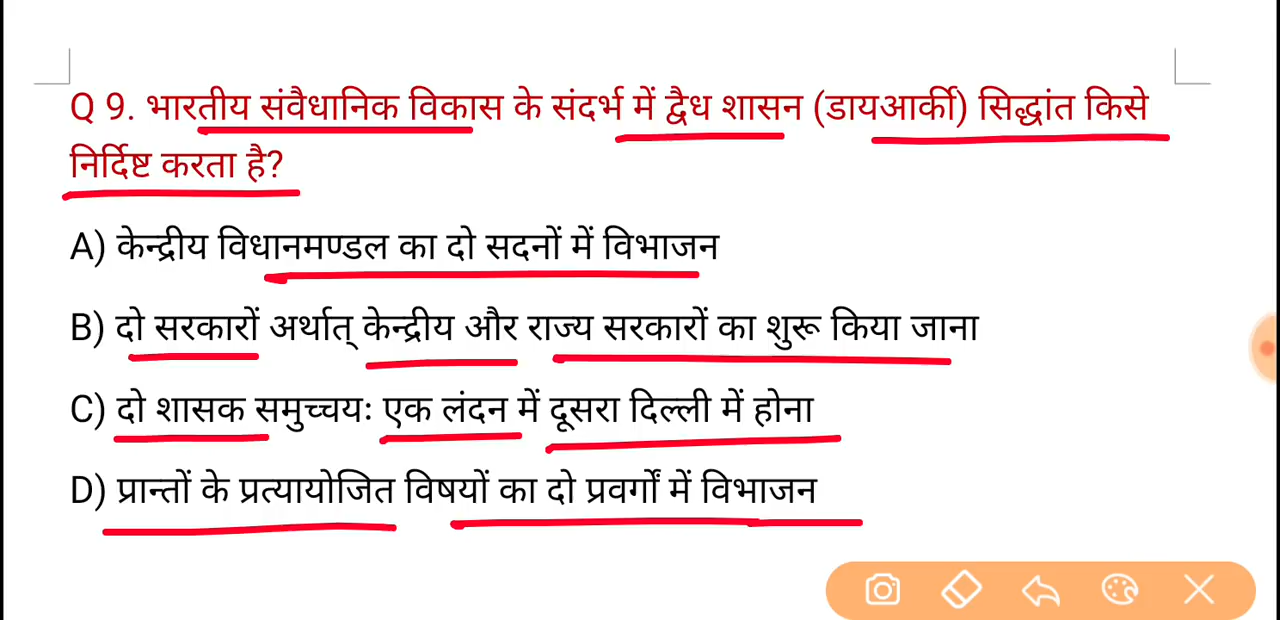 Q 9. भारतीय संवैधानिक विकास के संदर्भ में द्वैध शासन (डायआर्की) सिद्धांत किसे
निर्दिष्ट करता है?
A) केन्द्रीय विधानमण्डल का दो सदनों में विभाजन
B) दो सरकारों अर्थात् केन्द्रीय और राज्य सरकारों का शुरू किया जाना
C) दो शासक समुच्चयः एक लंदन में दूसरा दिल्ली में होना
D) प्रान्तों के प्रत्यायोजित विषयों का दो प्रवर्गों में विभाजन